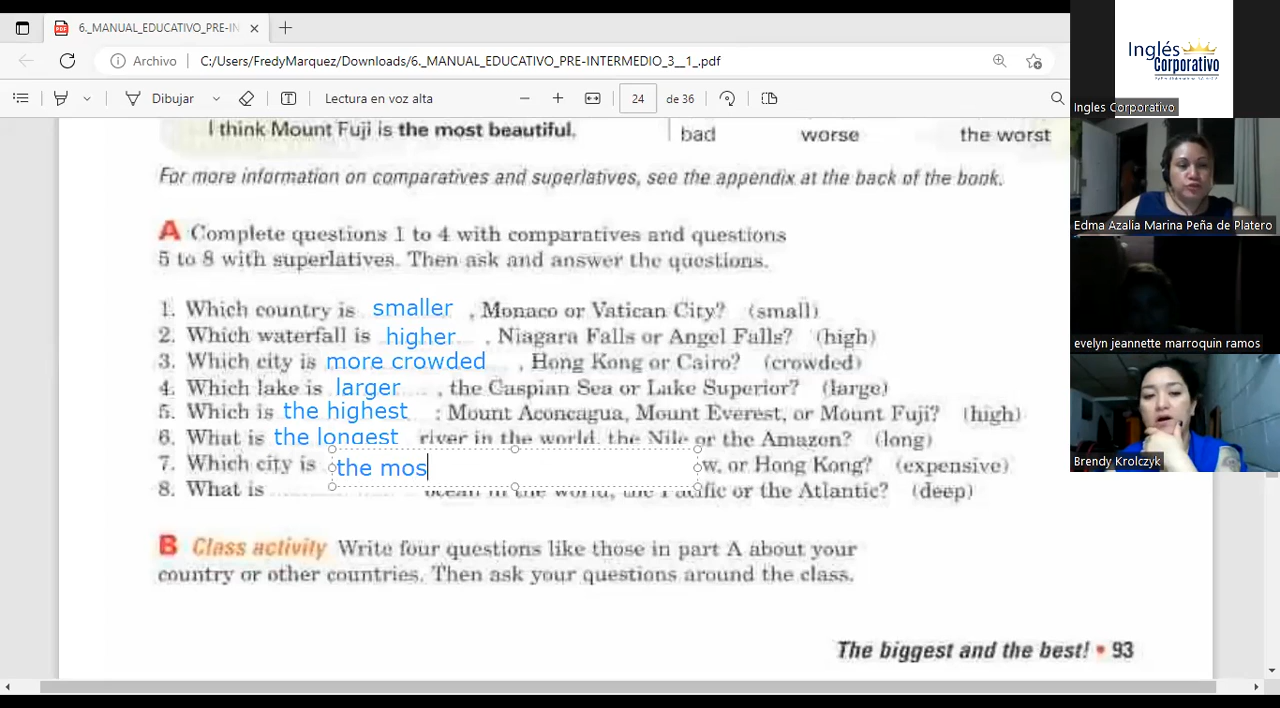 6._MANUAL_EDUCATIVO_PRE-IN
Archivo C:/Users/FredyMarquez/Downloads/6._MANUAL_EDUCATIVO_PRE-INTERMEDIO_3__1_.pdf
Dibujar Lectura en voz alta 24 de 36
I think Mount Fuji is the most beautiful.
bad worse the worst
For more information on comparatives and superlatives, see the appendix at the back of the book.
A Complete questions 1 to 4 with comparatives and questions
5 to 8 with superlatives. Then ask and answer the questions.
1. Which country is smaller , Monaco or Vatican City? (small)
2. Which waterfall is higher , Niagara Falls or Angel Falls? (high)
3. Which city is more crowded , Hong Kong or Cairo? (crowded)
4. Which lake is larger , the Caspian Sea or Lake Superior? (large)
5. Which is the highest : Mount Aconcagua, Mount Everest, or Mount Fuji? (high)
6. What is the longest river in the world, the Nile or the Amazon? (long)
7. Which city is the mos w, or Hong Kong? (expensive)
8. What is ocean in the world, the Pacific or the Atlantic? (deep)
B Class activity Write four questions like those in part A about your
country or other countries. Then ask your questions around the class.
The biggest and the best! • 93
Inglés
Corporativo
Ingles Corporativo
Edma Azalia Marina Peña de Platero
evelyn jeannette marroquin ramos
Brendy Krolczyk